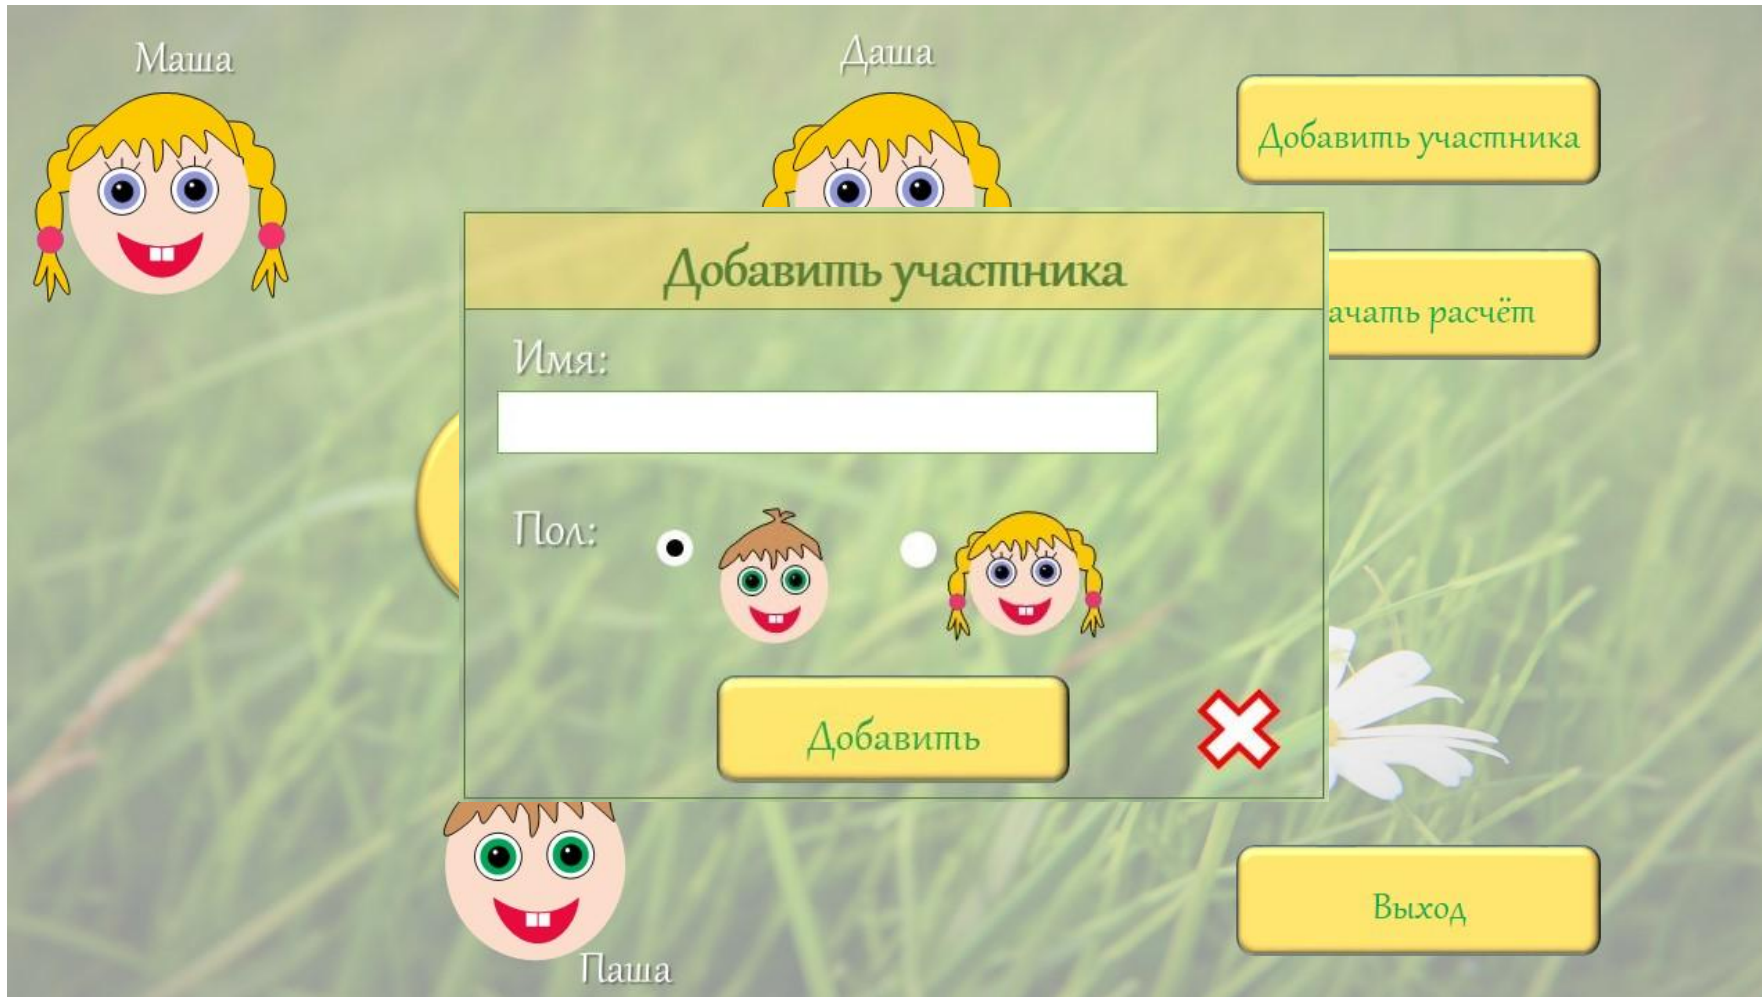 Маша
Даша
Добавить участника
Добавить участника
ачать расчёт
Имя:
Пол:
Добавить
Выход
Паша